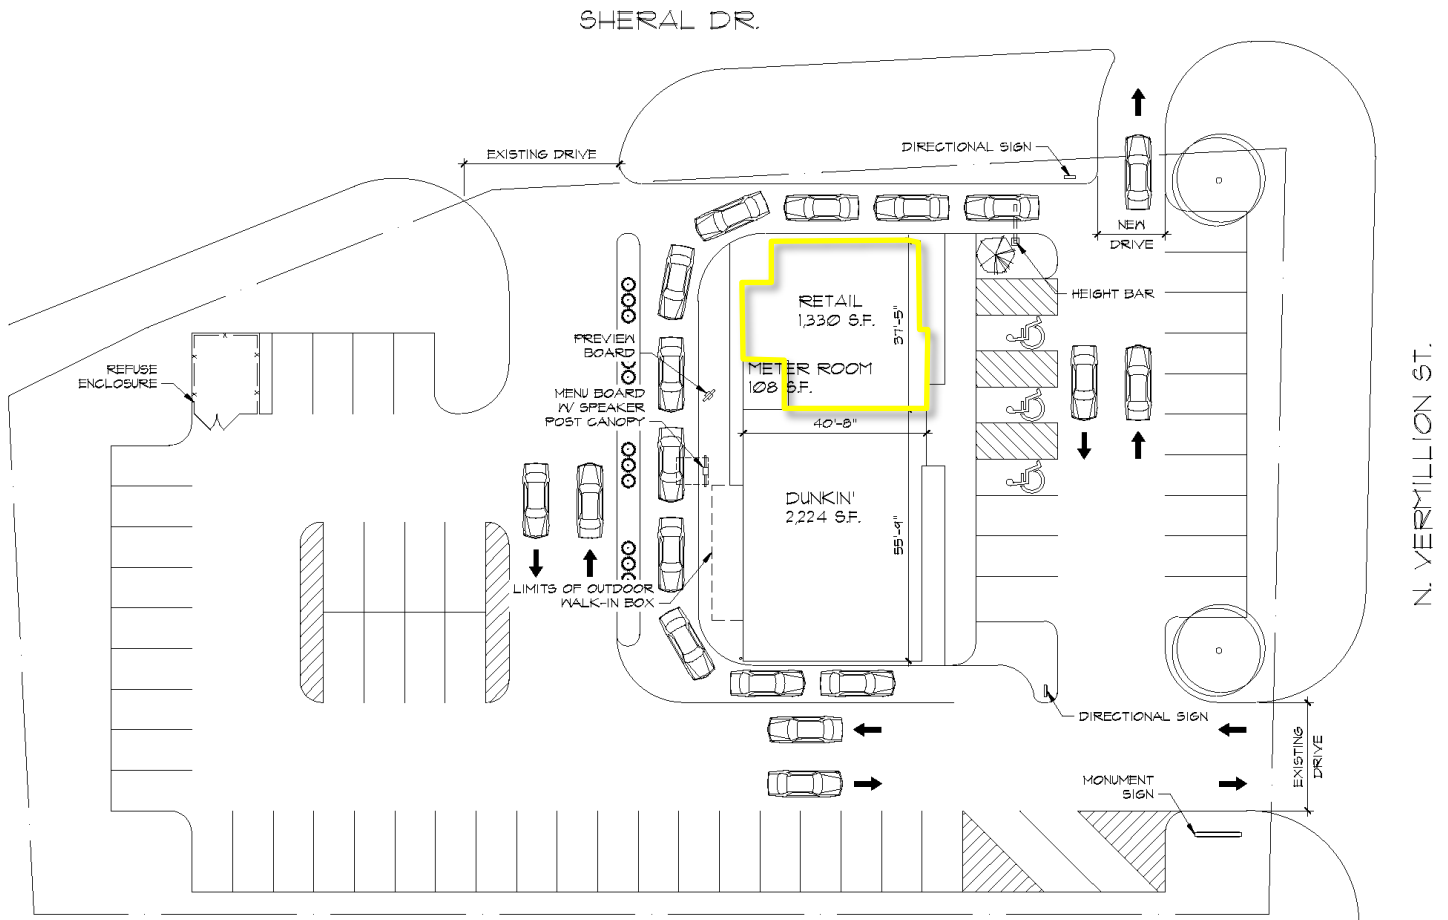 SHERAL DR.
EXISTING DRIVE
DIRECTIONAL SIGN
NEW
DRIVE
HEIGHT BAR
RETAIL
1,330 S.F.
37'-5"
PREVIEW
BOARD
METER ROOM
108 S.F.
REFUSE
ENCLOSURE
MENU BOARD
W/ SPEAKER
POST CANOPY
40'-8"
N. VERMILLION ST.
DUNKIN'
2,224 S.F.
55'-9"
LIMITS OF OUTDOOR
WALK-IN BOX
DIRECTIONAL SIGN
EXISTING
DRIVE
MONUMENT
SIGN